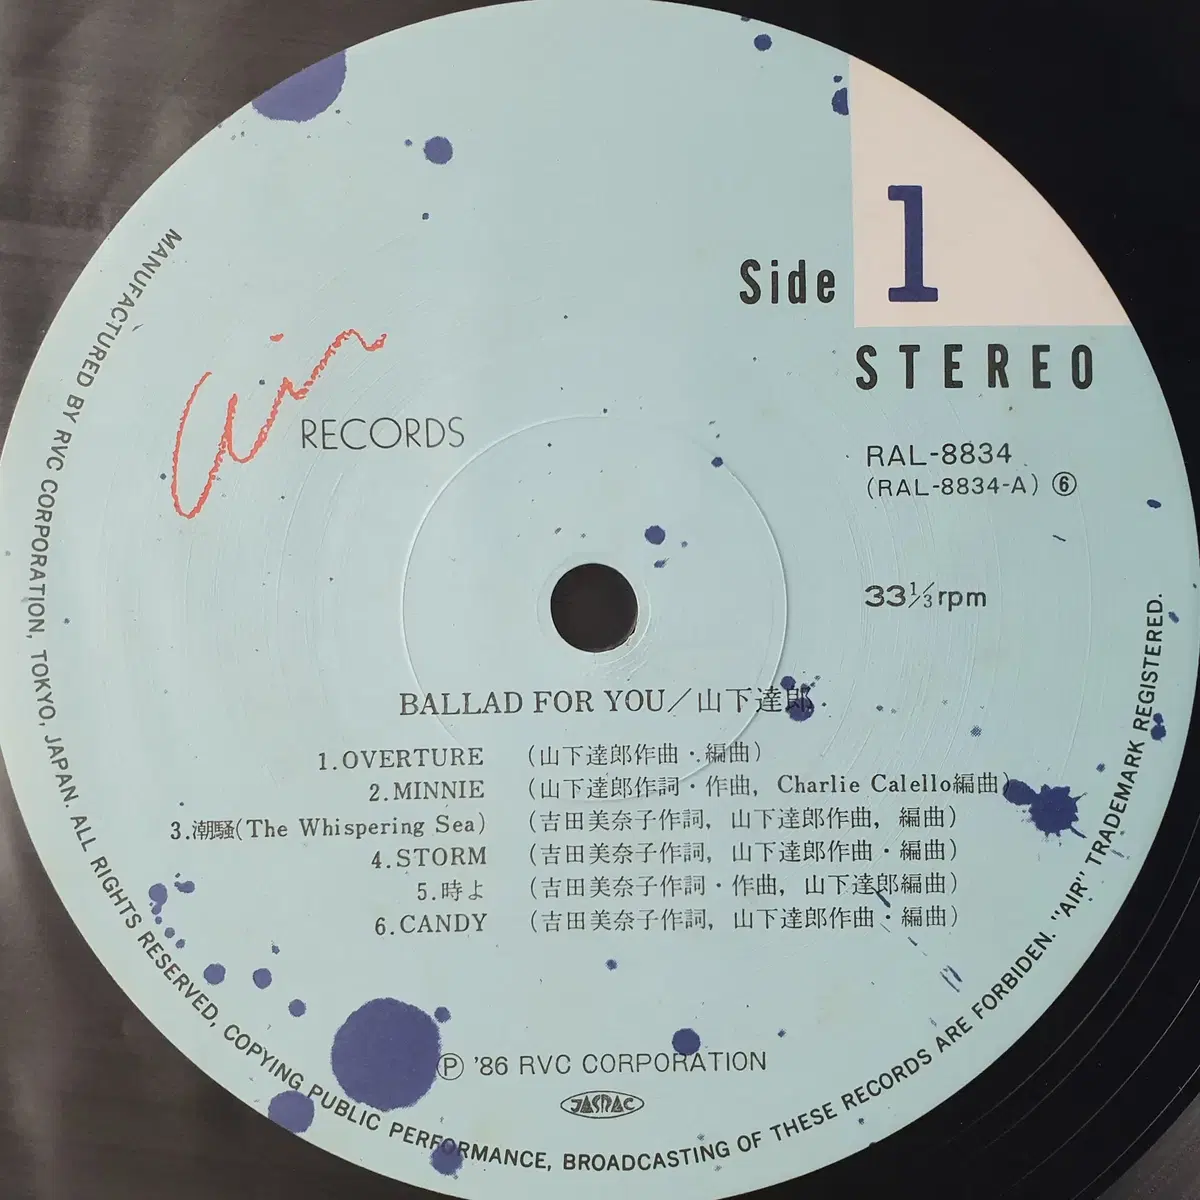 Side 1
STEREO
Air
RECORDS
RAL-8834
(RAL-8834-A) ⑥
33⅓rpm
BALLAD FOR YOU／山下達郎
1.OVERTURE (山下達郎作曲・編曲)
2.MINNIE (山下達郎作詞・作曲, Charlie Calello編曲)
3.潮騒(The Whispering Sea) (吉田美奈子作詞, 山下達郎作曲, 編曲)
4.STORM (吉田美奈子作詞, 山下達郎作曲・編曲)
5.時よ (吉田美奈子作詞・作曲, 山下達郎編曲)
6.CANDY (吉田美奈子作詞, 山下達郎作曲・編曲)
Ⓟ '86 RVC CORPORATION
JASRAC
MANUFACTURED BY RVC CORPORATION, TOKYO, JAPAN. ALL RIGHTS RESERVED, COPYING PUBLIC PERFORMANCE, BROADCASTING OF THESE RECORDS ARE FORBIDEN. "AIR" TRADEMARK REGISTERED.